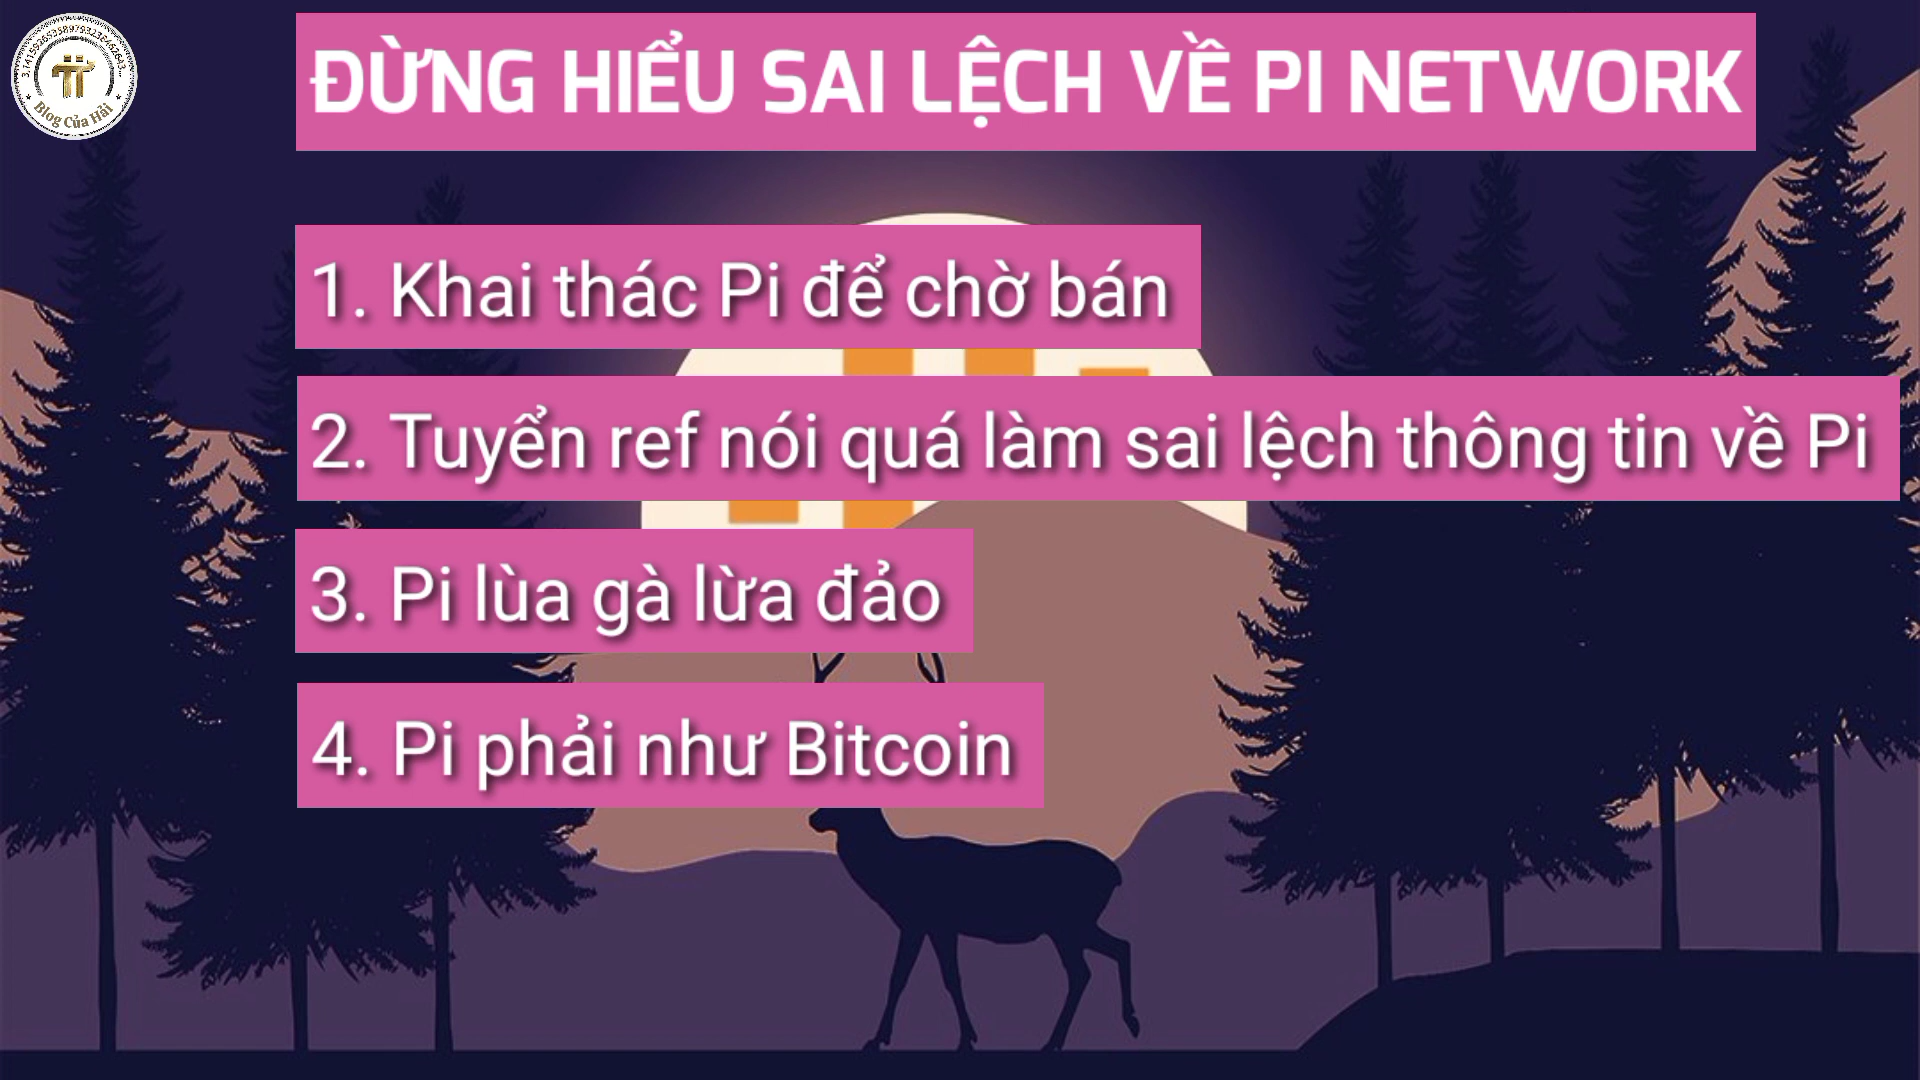 ĐỪNG HIỂU SAI LỆCH VỀ PI NETWORK
Blog Của Hải
1. Khai thác Pi để chờ bán
2. Tuyển ref nói quá làm sai lệch thông tin về Pi
3. Pi lùa gà lừa đảo
4. Pi phải như Bitcoin